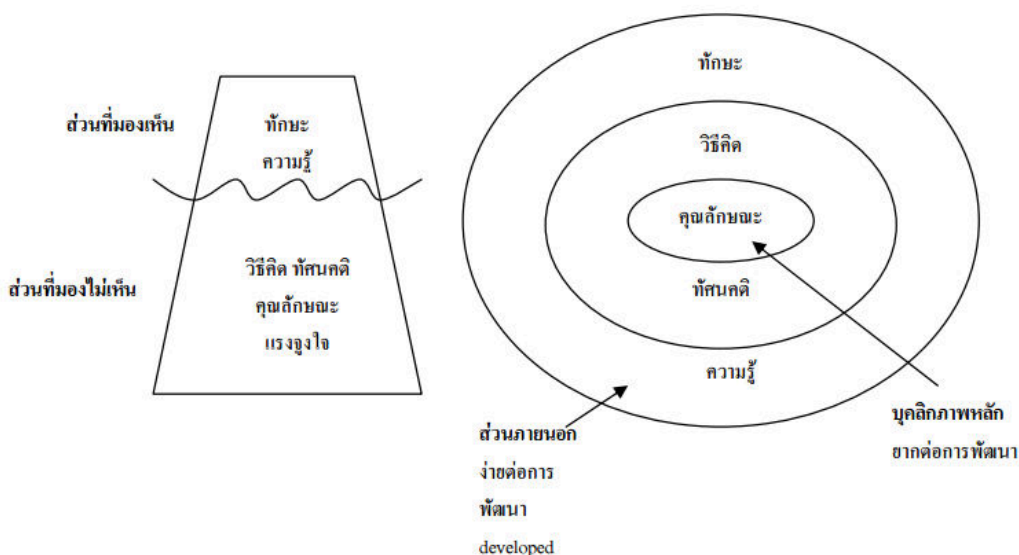 ส่วนที่มองเห็น
ทักษะ
ความรู้
ส่วนที่มองไม่เห็น
วิธีคิด ทัศนคติ
คุณลักษณะ
แรงจูงใจ
ทักษะ
วิธีคิด
คุณลักษณะ
ทัศนคติ
ความรู้
ส่วนภายนอก
ง่ายต่อการ
พัฒนา
developed
บุคลิกภาพหลัก
ยากต่อการพัฒนา